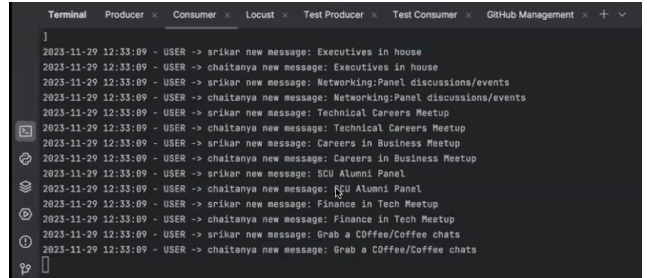 Terminal Producer × Consumer × Locust × Test Producer × Test Consumer × GitHub Management × +
]
2023-11-29 12:33:09 - USER -> srikar new message: Executives in house
2023-11-29 12:33:09 - USER -> chaitanya new message: Executives in house
2023-11-29 12:33:09 - USER -> srikar new message: Networking:Panel discussions/events
2023-11-29 12:33:09 - USER -> chaitanya new message: Networking:Panel discussions/events
2023-11-29 12:33:09 - USER -> srikar new message: Technical Careers Meetup
2023-11-29 12:33:09 - USER -> chaitanya new message: Technical Careers Meetup
2023-11-29 12:33:09 - USER -> srikar new message: Careers in Business Meetup
2023-11-29 12:33:09 - USER -> chaitanya new message: Careers in Business Meetup
2023-11-29 12:33:09 - USER -> srikar new message: SCU Alumni Panel
2023-11-29 12:33:09 - USER -> chaitanya new message: SCU Alumni Panel
2023-11-29 12:33:09 - USER -> srikar new message: Finance in Tech Meetup
2023-11-29 12:33:09 - USER -> chaitanya new message: Finance in Tech Meetup
2023-11-29 12:33:09 - USER -> srikar new message: Grab a COffee/Coffee chats
2023-11-29 12:33:09 - USER -> chaitanya new message: Grab a COffee/Coffee chats